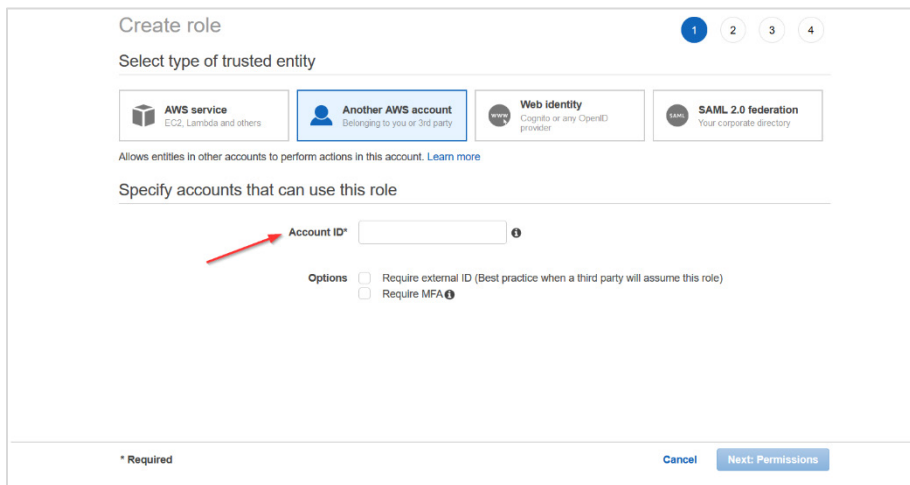 Create role
1 2 3 4
Select type of trusted entity
AWS service
EC2, Lambda and others
Another AWS account
Belonging to you or 3rd party
www
Web identity
Cognito or any OpenID
provider
SAML
SAML 2.0 federation
Your corporate directory
Allows entities in other accounts to perform actions in this account. Learn more
Specify accounts that can use this role
Account ID*
Options Require external ID (Best practice when a third party will assume this role)
Require MFA
* Required Cancel Next: Permissions